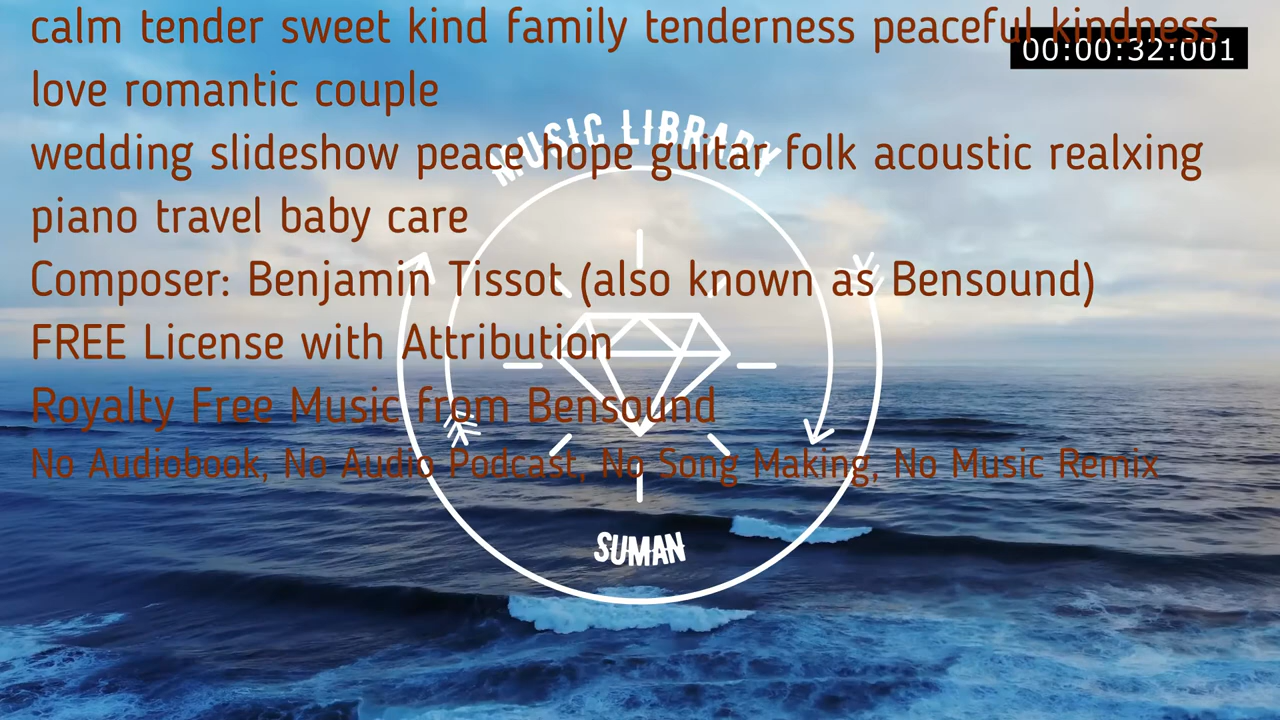 calm tender sweet kind family tenderness peaceful kindness
00:00:32:001
love romantic couple
MUSIC LIBRARY
wedding slideshow peace hope guitar folk acoustic realxing
piano travel baby care
Composer: Benjamin Tissot (also known as Bensound)
FREE License with Attribution
Royalty Free Music from Bensound
No Audiobook, No Audio Podcast, No Song Making, No Music Remix
SUMAN